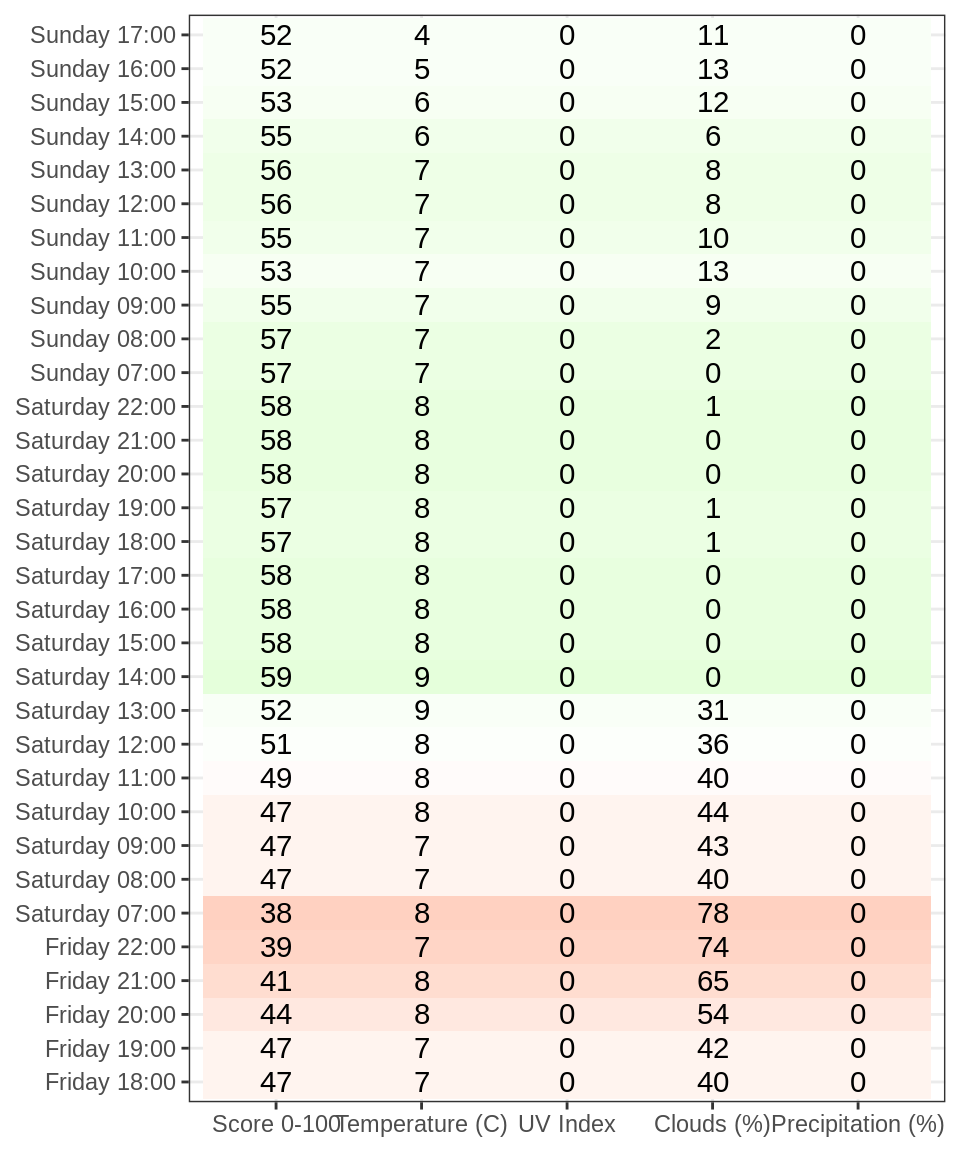 Sunday 17:00 52 4 0 11 0
Sunday 16:00 52 5 0 13 0
Sunday 15:00 53 6 0 12 0
Sunday 14:00 55 6 0 6 0
Sunday 13:00 56 7 0 8 0
Sunday 12:00 56 7 0 8 0
Sunday 11:00 55 7 0 10 0
Sunday 10:00 53 7 0 13 0
Sunday 09:00 55 7 0 9 0
Sunday 08:00 57 7 0 2 0
Sunday 07:00 57 7 0 0 0
Saturday 22:00 58 8 0 1 0
Saturday 21:00 58 8 0 0 0
Saturday 20:00 58 8 0 0 0
Saturday 19:00 57 8 0 1 0
Saturday 18:00 57 8 0 1 0
Saturday 17:00 58 8 0 0 0
Saturday 16:00 58 8 0 0 0
Saturday 15:00 58 8 0 0 0
Saturday 14:00 59 9 0 0 0
Saturday 13:00 52 9 0 31 0
Saturday 12:00 51 8 0 36 0
Saturday 11:00 49 8 0 40 0
Saturday 10:00 47 8 0 44 0
Saturday 09:00 47 7 0 43 0
Saturday 08:00 47 7 0 40 0
Saturday 07:00 38 8 0 78 0
Friday 22:00 39 7 0 74 0
Friday 21:00 41 8 0 65 0
Friday 20:00 44 8 0 54 0
Friday 19:00 47 7 0 42 0
Friday 18:00 47 7 0 40 0
Score 0-100 Temperature (C) UV Index Clouds (%) Precipitation (%)